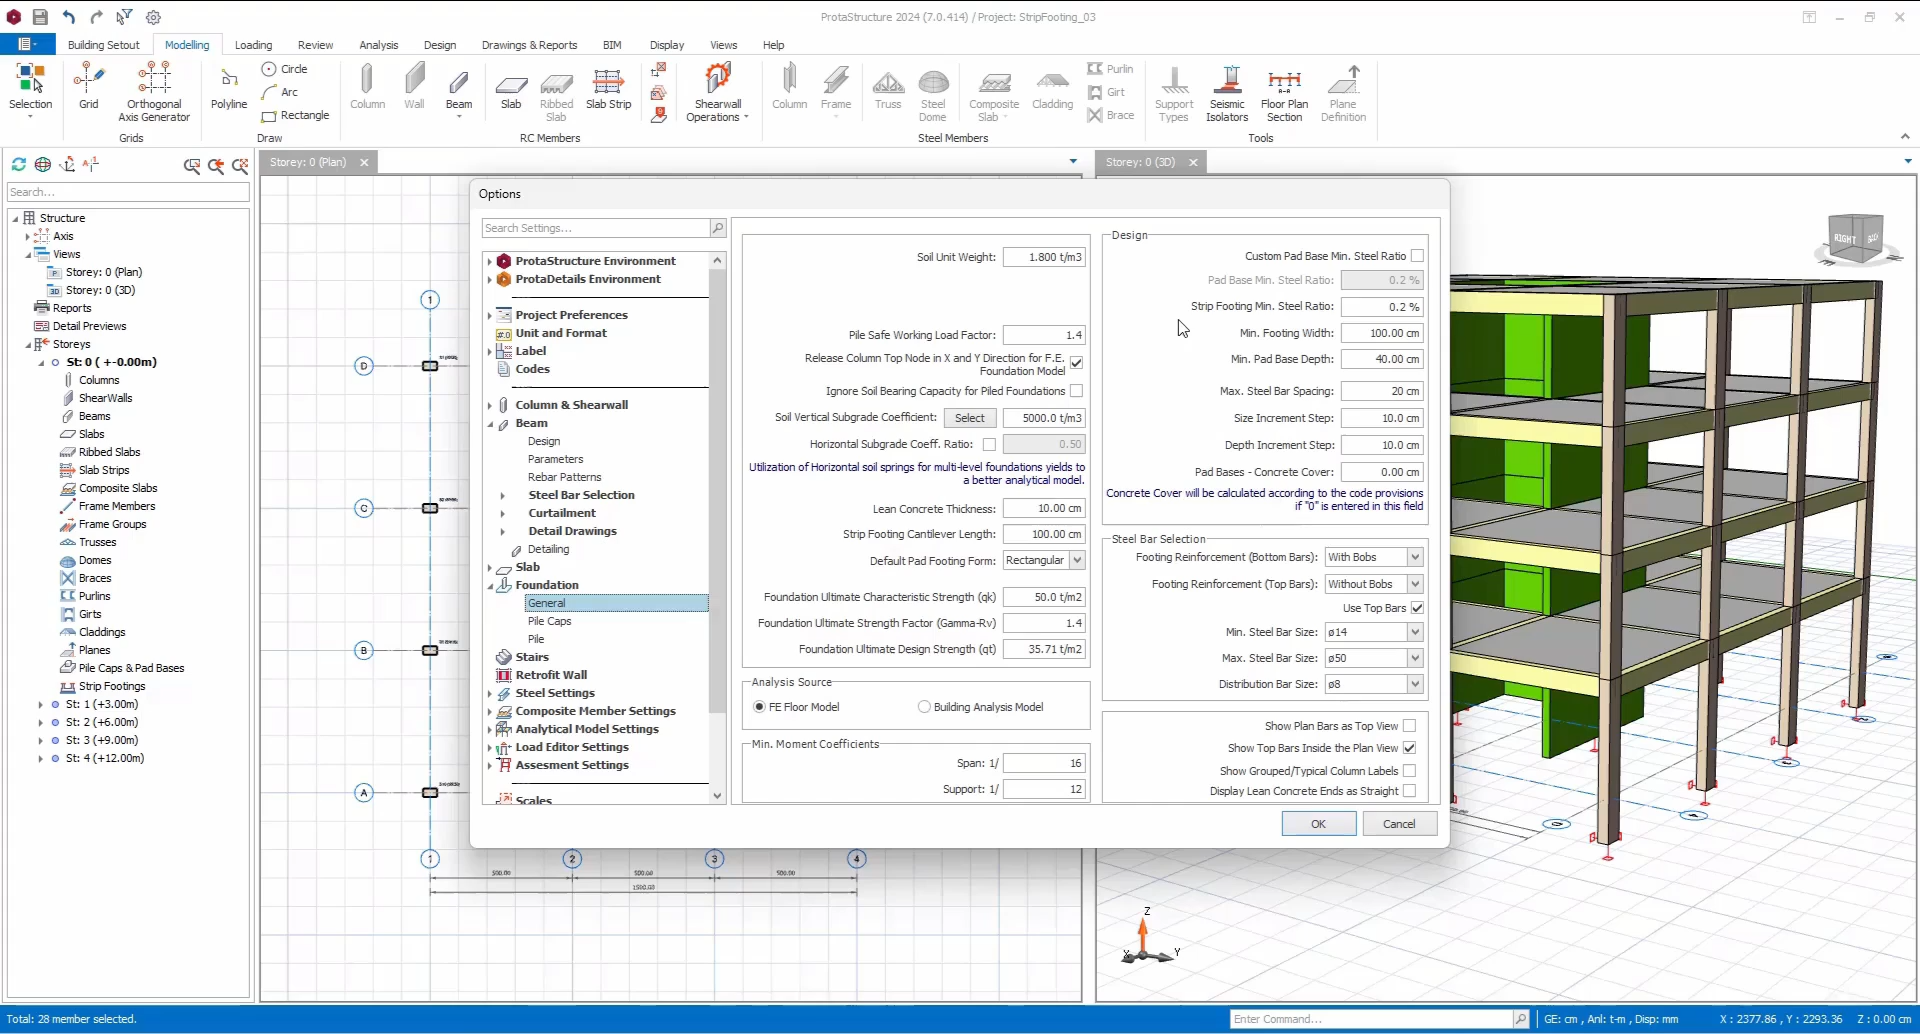 ProtaStructure 2024 (7.0.414) / Project: StripFooting_03
Building Setout
Modelling
Loading
Review
Analysis
Design
Drawings & Reports
BIM
Display
Views
Help
Selection
Grid
Orthogonal Axis Generator
Grids
Polyline
Circle
Arc
Rectangle
Draw
Column
Wall
Beam
Slab
Ribbed Slab
Slab Strip
Shearwall Operations
RC Members
Column
Frame
Truss
Steel Dome
Composite Slab
Cladding
Purlin
Girt
Brace
Steel Members
Support Types
Seismic Isolators
Floor Plan Section
Plane Definition
Tools
Search...
Structure
Axis
Views
Storey: 0 (Plan)
Storey: 0 (3D)
Reports
Detail Previews
Storeys
St: 0 ( +-0.00m)
Columns
ShearWalls
Beams
Slabs
Ribbed Slabs
Slab Strips
Composite Slabs
Frame Members
Frame Groups
Trusses
Domes
Braces
Purlins
Girts
Claddings
Planes
Pile Caps & Pad Bases
Strip Footings
St: 1 (+3.00m)
St: 2 (+6.00m)
St: 3 (+9.00m)
St: 4 (+12.00m)
Storey: 0 (Plan)
Storey: 0 (3D)
1
D
C
B
A
1
2
3
4
500.00
500.00
500.00
1500.00
Options
Search Settings...
ProtaStructure Environment
ProtaDetails Environment
Project Preferences
Unit and Format
Label
Codes
Column & Shearwall
Beam
Design
Parameters
Rebar Patterns
Steel Bar Selection
Curtailment
Detail Drawings
Detailing
Slab
Foundation
General
Pile Caps
Pile
Stairs
Retrofit Wall
Steel Settings
Composite Member Settings
Analytical Model Settings
Load Editor Settings
Assesment Settings
Scales
Soil Unit Weight: 1.800 t/m3
Pile Safe Working Load Factor: 1.4
Release Column Top Node in X and Y Direction for F.E.
Foundation Model
Ignore Soil Bearing Capacity for Piled Foundations
Soil Vertical Subgrade Coefficient: Select 5000.0 t/m3
Horizontal Subgrade Coeff. Ratio: 0.50
Utilization of Horizontal soil springs for multi-level foundations yields to
a better analytical model.
Lean Concrete Thickness: 10.00 cm
Strip Footing Cantilever Length: 100.00 cm
Default Pad Footing Form: Rectangular
Foundation Ultimate Characteristic Strength (qk) 50.0 t/m2
Foundation Ultimate Strength Factor (Gamma-Rv) 1.4
Foundation Ultimate Design Strength (qt) 35.71 t/m2
Analysis Source
FE Floor Model
Building Analysis Model
Min. Moment Coefficients
Span: 1/ 16
Support: 1/ 12
Design
Custom Pad Base Min. Steel Ratio
Pad Base Min. Steel Ratio: 0.2 %
Strip Footing Min. Steel Ratio: 0.2 %
Min. Footing Width: 100.00 cm
Min. Pad Base Depth: 40.00 cm
Max. Steel Bar Spacing: 20 cm
Size Increment Step: 10.0 cm
Depth Increment Step: 10.0 cm
Pad Bases - Concrete Cover: 0.00 cm
Concrete Cover will be calculated according to the code provisions
if "0" is entered in this field
Steel Bar Selection
Footing Reinforcement (Bottom Bars): With Bobs
Footing Reinforcement (Top Bars): Without Bobs
Use Top Bars
Min. Steel Bar Size: ø14
Max. Steel Bar Size: ø50
Distribution Bar Size: ø8
Show Plan Bars as Top View
Show Top Bars Inside the Plan View
Show Grouped/Typical Column Labels
Display Lean Concrete Ends as Straight
OK
Cancel
RIGHT
BACK
Z
X
Y
Total: 28 member selected.
Enter Command...
GE: cm , Anl: t-m , Disp: mm
X : 2377.86 , Y : 2293.36
Z : 0.00 cm